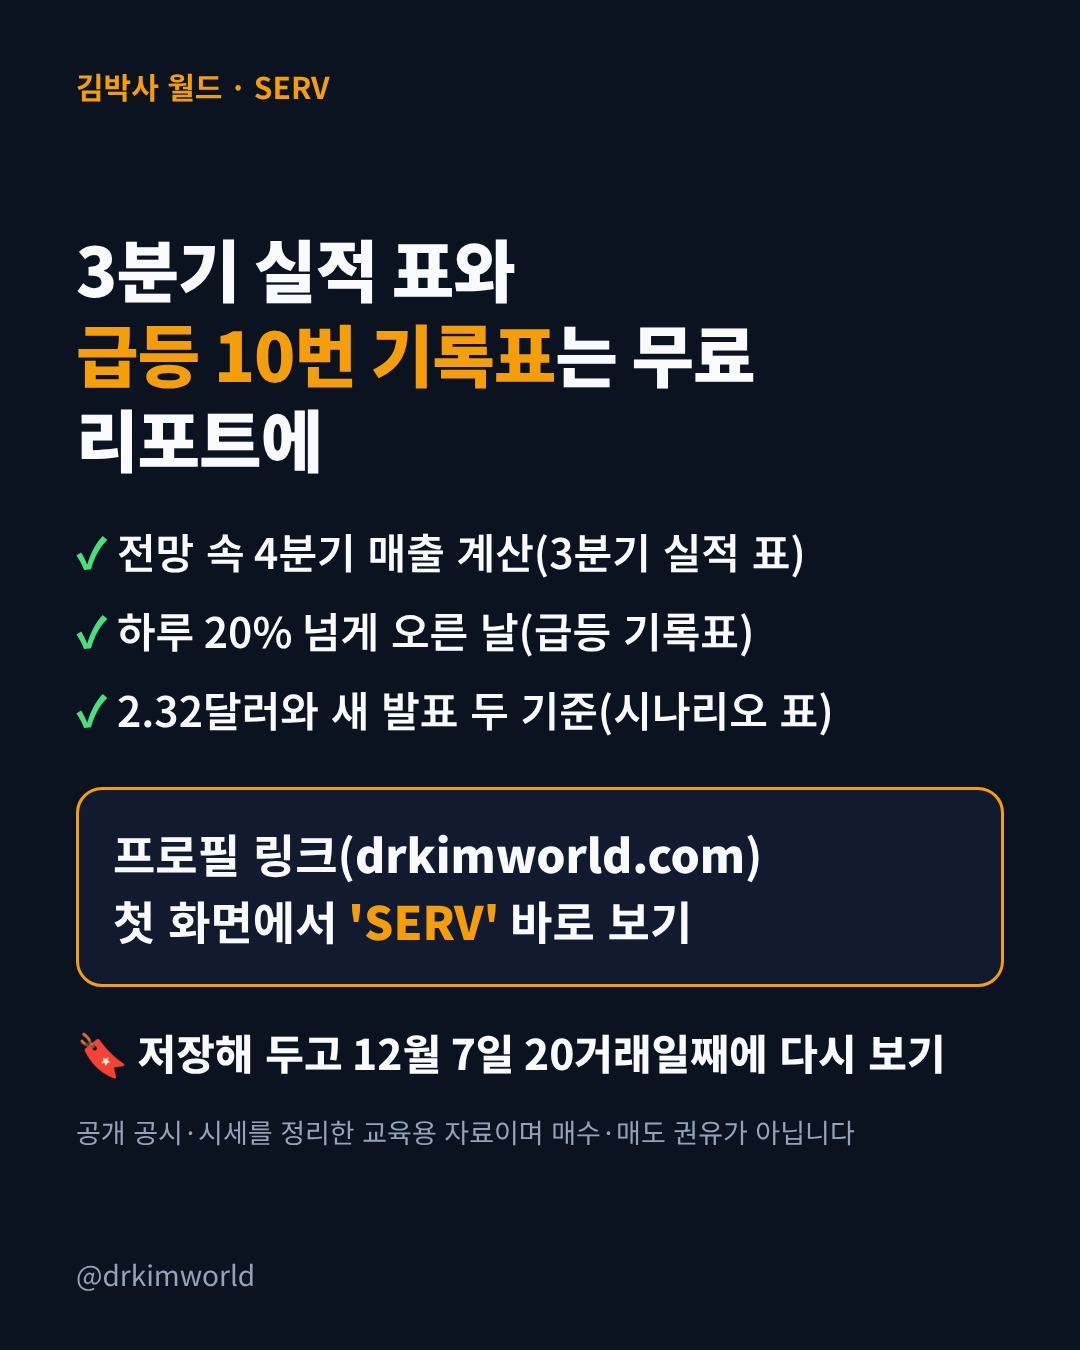 김박사 월드 · SERV
3분기 실적 표와
급등 10번 기록표는 무료
리포트에
✓ 전망 속 4분기 매출 계산(3분기 실적 표)
✓ 하루 20% 넘게 오른 날(급등 기록표)
✓ 2.32달러와 새 발표 두 기준(시나리오 표)
프로필 링크(drkimworld.com)
첫 화면에서 'SERV' 바로 보기
🔖 저장해 두고 12월 7일 20거래일째에 다시 보기
공개 공시·시세를 정리한 교육용 자료이며 매수·매도 권유가 아닙니다
@drkimworld